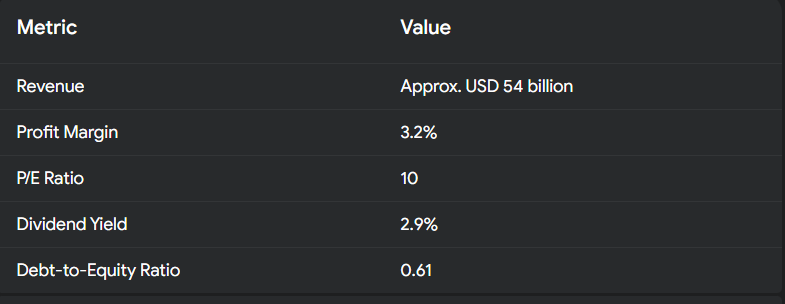 Metric Value
Revenue Approx. USD 54 billion
Profit Margin 3.2%
P/E Ratio 10
Dividend Yield 2.9%
Debt-to-Equity Ratio 0.61